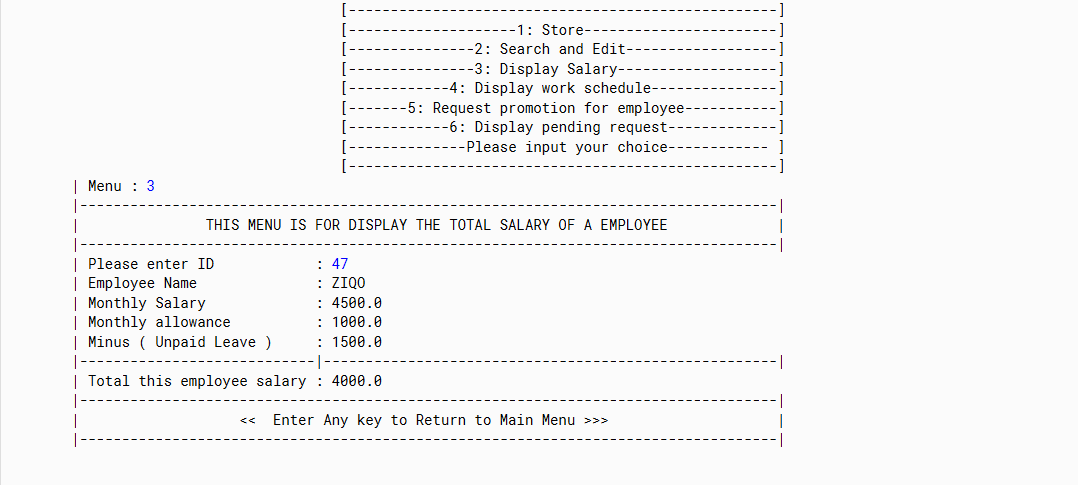 [---------------------------------------------------]
[--------------------1: Store-----------------------]
[---------------2: Search and Edit------------------]
[---------------3: Display Salary-------------------]
[------------4: Display work schedule---------------]
[-------5: Request promotion for employee-----------]
[------------6: Display pending request-------------]
[--------------Please input your choice------------ ]
[---------------------------------------------------]
| Menu : 3
|-----------------------------------------------------------------------------------|
| THIS MENU IS FOR DISPLAY THE TOTAL SALARY OF A EMPLOYEE |
|-----------------------------------------------------------------------------------|
| Please enter ID : 47
| Employee Name : ZIQO
| Monthly Salary : 4500.0
| Monthly allowance : 1000.0
| Minus ( Unpaid Leave ) : 1500.0
|----------------------------|------------------------------------------------------|
| Total this employee salary : 4000.0
|-----------------------------------------------------------------------------------|
| << Enter Any key to Return to Main Menu >>> |
|-----------------------------------------------------------------------------------|